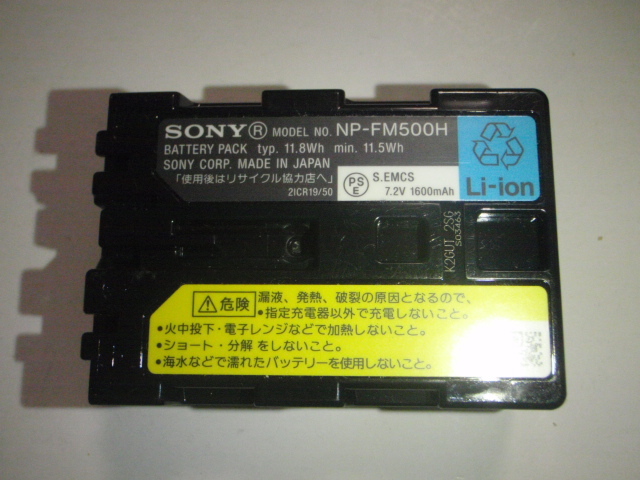 SONY® MODEL NO. NP-FM500H
BATTERY PACK typ. 11.8Wh min. 11.5Wh
SONY CORP. MADE IN JAPAN
「使用後はリサイクル協力店へ」
2ICR19/50
PSE
S.EMCS
7.2V 1600mAh
Li-ion
K2GUT 2SG
S03463
危険
漏液、発熱、破裂の原因となるので、
•指定充電器以外で充電しないこと。
•火中投下・電子レンジなどで加熱しないこと。
•ショート・分解 をしないこと。
•海水などで濡れたバッテリーを使用しないこと。